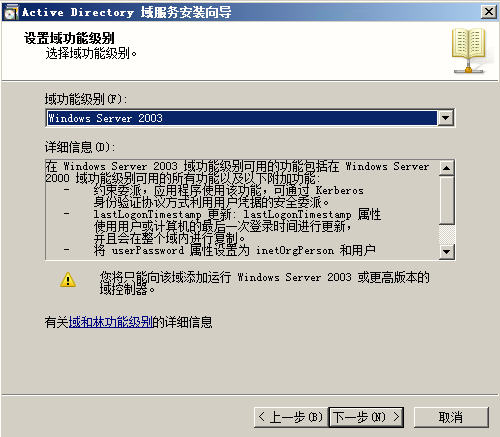 Active Directory 域服务安装向导
设置域功能级别
选择域功能级别。
域功能级别(F):
Windows Server 2003
详细信息(D):
在 Windows Server 2003 域功能级别可用的功能包括在 Windows Server
2000 域功能级别可用的所有功能以及以下附加功能:
- 约束委派，应用程序使用该功能，可通过 Kerberos
身份验证协议方式利用用户凭据的安全委派。
- lastLogonTimestamp 更新: lastLogonTimestamp 属性
使用用户或计算机的最后一次登录时间进行更新，
并且会在整个域内进行复制。
- 将 userPassword 属性设置为 inetOrgPerson 和用户
您将只能向该域添加运行 Windows Server 2003 或更高版本的
域控制器。
有关域和林功能级别的详细信息
< 上一步(B) 下一步(N) > 取消